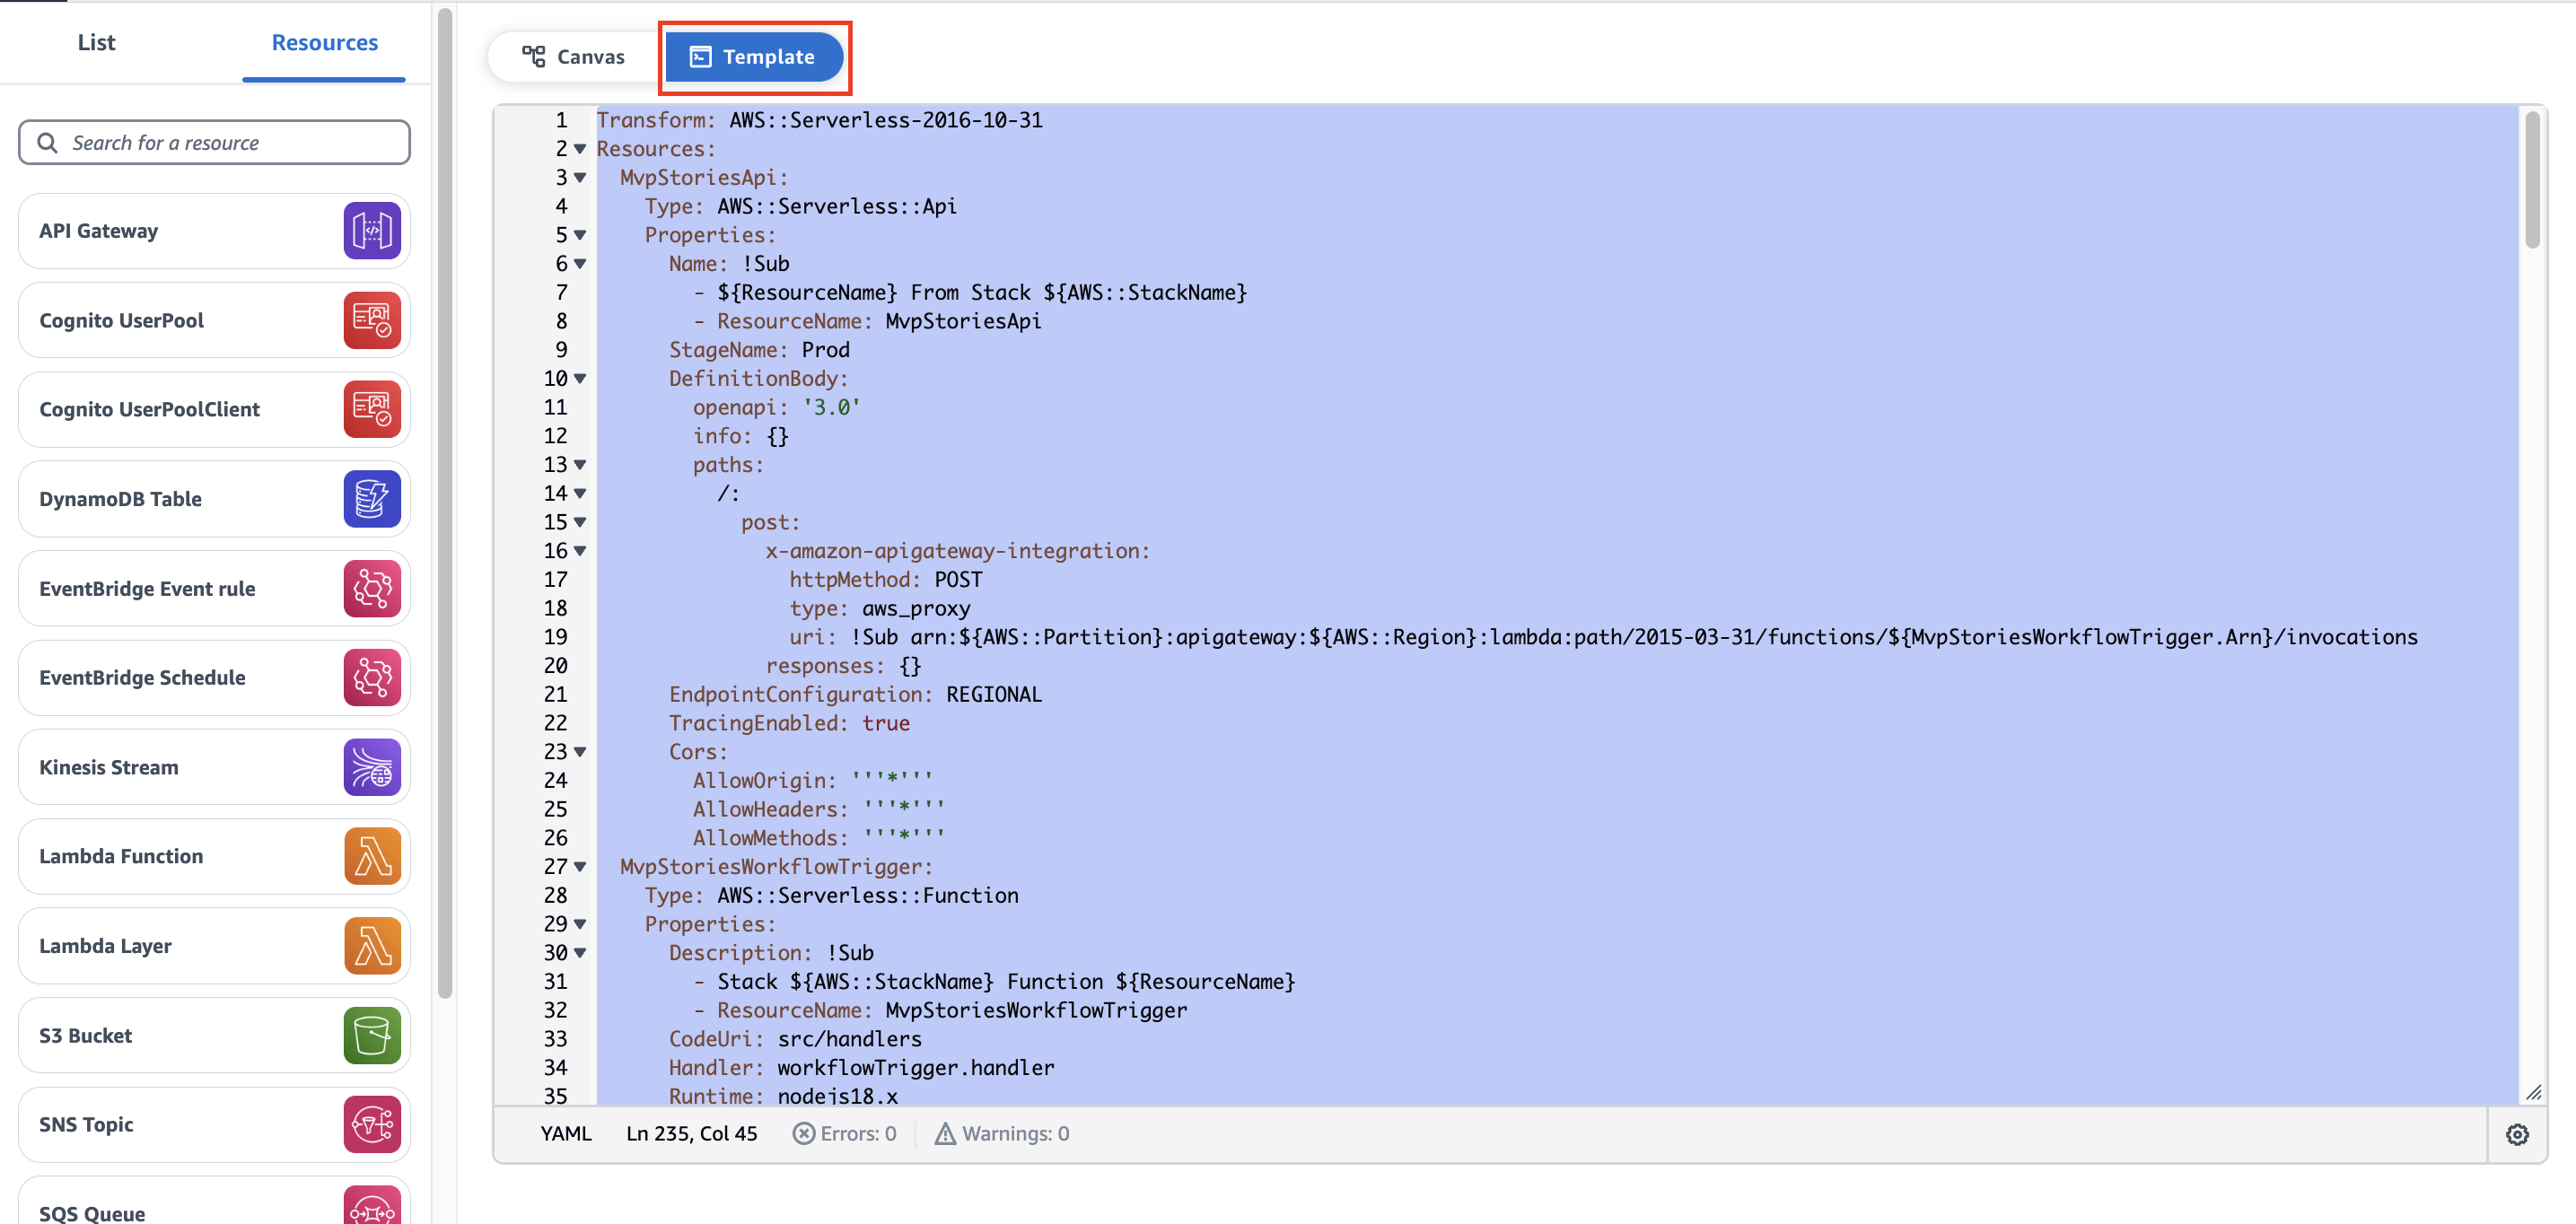 List
Resources
Search for a resource
API Gateway
Cognito UserPool
Cognito UserPoolClient
DynamoDB Table
EventBridge Event rule
EventBridge Schedule
Kinesis Stream
Lambda Function
Lambda Layer
S3 Bucket
SNS Topic
SQS Queue
Canvas
Template
1 Transform: AWS::Serverless-2016-10-31
2 Resources:
3   MvpStoriesApi:
4     Type: AWS::Serverless::Api
5     Properties:
6       Name: !Sub
7         - ${ResourceName} From Stack ${AWS::StackName}
8         - ResourceName: MvpStoriesApi
9       StageName: Prod
10       DefinitionBody:
11         openapi: '3.0'
12         info: {}
13         paths:
14           /:
15             post:
16               x-amazon-apigateway-integration:
17                 httpMethod: POST
18                 type: aws_proxy
19                 uri: !Sub arn:${AWS::Partition}:apigateway:${AWS::Region}:lambda:path/2015-03-31/functions/${MvpStoriesWorkflowTrigger.Arn}/invocations
20               responses: {}
21       EndpointConfiguration: REGIONAL
22       TracingEnabled: true
23       Cors:
24         AllowOrigin: '''*'''
25         AllowHeaders: '''*'''
26         AllowMethods: '''*'''
27   MvpStoriesWorkflowTrigger:
28     Type: AWS::Serverless::Function
29     Properties:
30       Description: !Sub
31         - Stack ${AWS::StackName} Function ${ResourceName}
32         - ResourceName: MvpStoriesWorkflowTrigger
33       CodeUri: src/handlers
34       Handler: workflowTrigger.handler
35       Runtime: nodejs18.x
YAML Ln 235, Col 45 Errors: 0 Warnings: 0